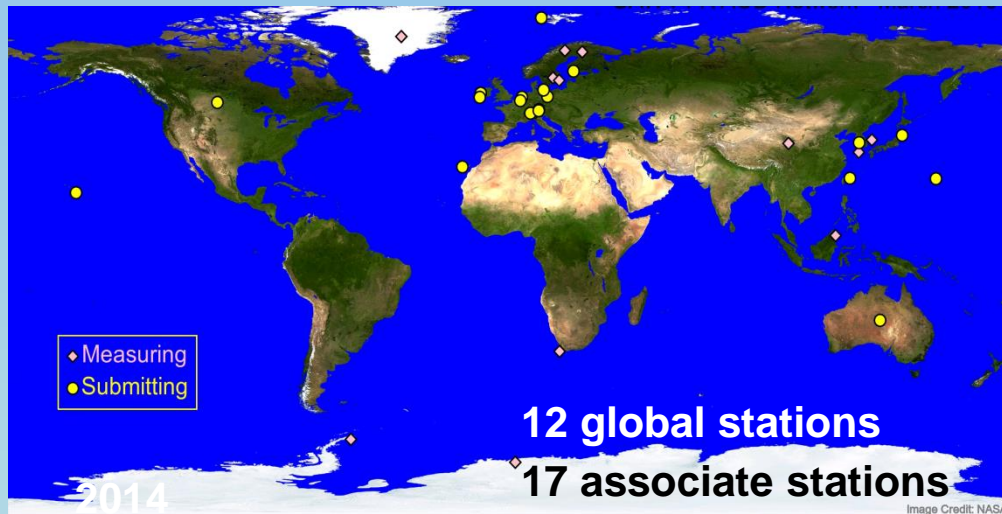 Measuring
Submitting
12 global stations
17 associate stations
2014
Image Credit: NASA